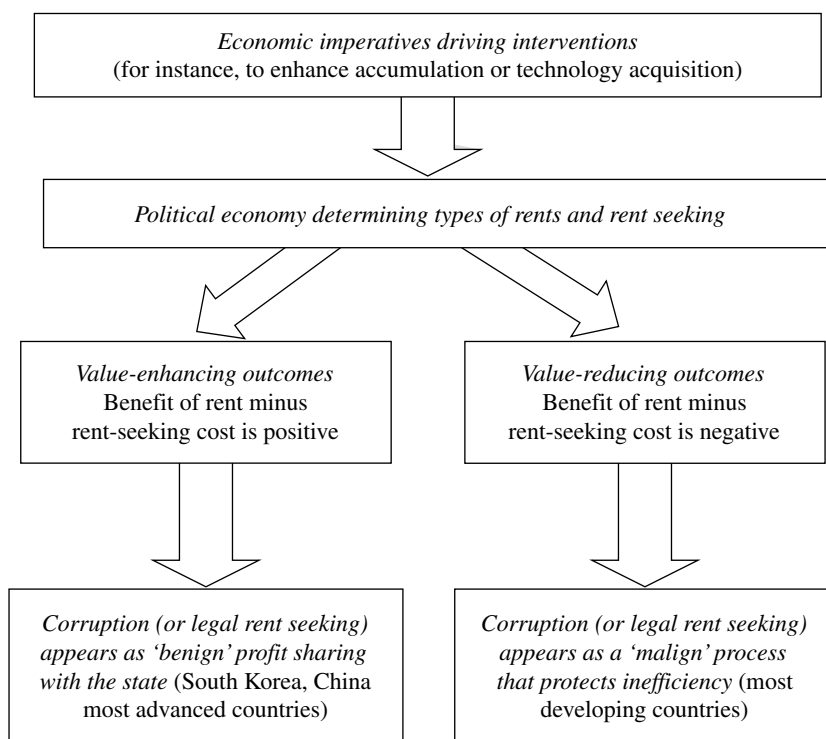 Economic imperatives driving interventions
(for instance, to enhance accumulation or technology acquisition)
Political economy determining types of rents and rent seeking
Value-enhancing outcomes
Benefit of rent minus
rent-seeking cost is positive
Value-reducing outcomes
Benefit of rent minus
rent-seeking cost is negative
Corruption (or legal rent seeking)
appears as ‘benign’ profit sharing
with the state (South Korea, China
most advanced countries)
Corruption (or legal rent seeking)
appears as a ‘malign’ process
that protects inefficiency (most
developing countries)